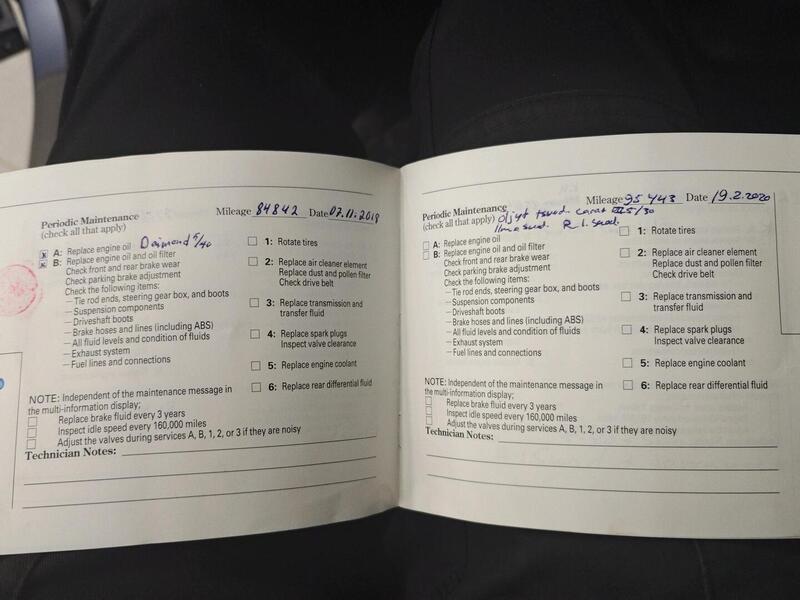 Periodic Maintenance
(check all that apply)
Mileage 84842 Date 07.11.2019
A: Replace engine oil Daimond 5/40
B: Replace engine oil and oil filter
Check front and rear brake wear
Check parking brake adjustment
Check the following items:
—Tie rod ends, steering gear box, and boots
—Suspension components
—Driveshaft boots
—Brake hoses and lines (including ABS)
—All fluid levels and condition of fluids
—Exhaust system
—Fuel lines and connections
1: Rotate tires
2: Replace air cleaner element
Replace dust and pollen filter
Check drive belt
3: Replace transmission and
transfer fluid
4: Replace spark plugs
Inspect valve clearance
5: Replace engine coolant
6: Replace rear differential fluid
NOTE: Independent of the maintenance message in
the multi-information display;
Replace brake fluid every 3 years
Inspect idle speed every 160,000 miles
Adjust the valves during services A, B, 1, 2, or 3 if they are noisy
Technician Notes:
Periodic Maintenance
(check all that apply)
Mileage 95 443 Date 19.2.2020
5/30
A: Replace engine oil
B: Replace engine oil and oil filter
Check front and rear brake wear
Check parking brake adjustment
Check the following items:
—Tie rod ends, steering gear box, and boots
—Suspension components
—Driveshaft boots
—Brake hoses and lines (including ABS)
—All fluid levels and condition of fluids
—Exhaust system
—Fuel lines and connections
1: Rotate tires
2: Replace air cleaner element
Replace dust and pollen filter
Check drive belt
3: Replace transmission and
transfer fluid
4: Replace spark plugs
Inspect valve clearance
5: Replace engine coolant
6: Replace rear differential fluid
NOTE: Independent of the maintenance message in
the multi-information display;
Replace brake fluid every 3 years
Inspect idle speed every 160,000 miles
Adjust the valves during services A, B, 1, 2, or 3 if they are noisy
Technician Notes: